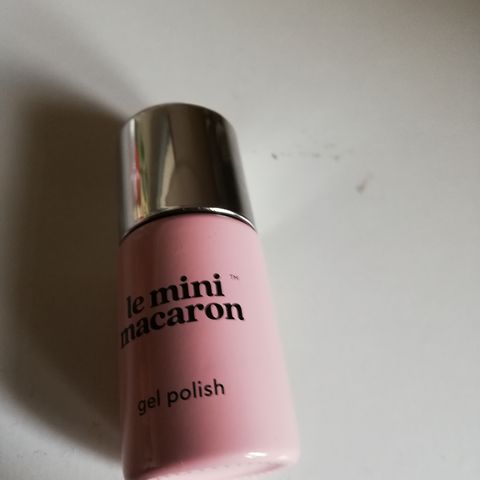 le mini™
macaron
gel polish